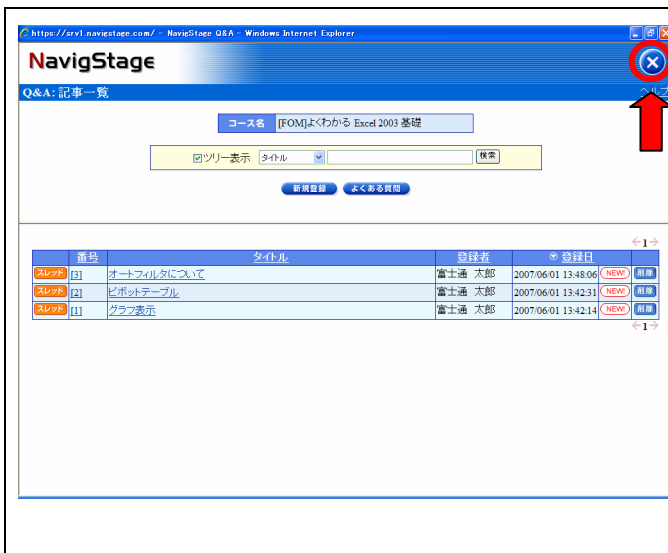 https://srv1.navigstage.com/ - NavigStage Q&A - Windows Internet Explorer
NavigStage
Q&A: 記事一覧
ヘルプ
コース名 [FOM]よくわかる Excel 2003 基礎
ツリー表示 タイトル 検索
新規登録 よくある質問
←1→
番号 タイトル 登録者 登録日
スレッド [3] オートフィルタについて 富士通 太郎 2007/06/01 13:48:06 NEW! 削除
スレッド [2] ピボットテーブル 富士通 太郎 2007/06/01 13:42:31 NEW! 削除
スレッド [1] グラフ表示 富士通 太郎 2007/06/01 13:42:14 NEW! 削除
←1→